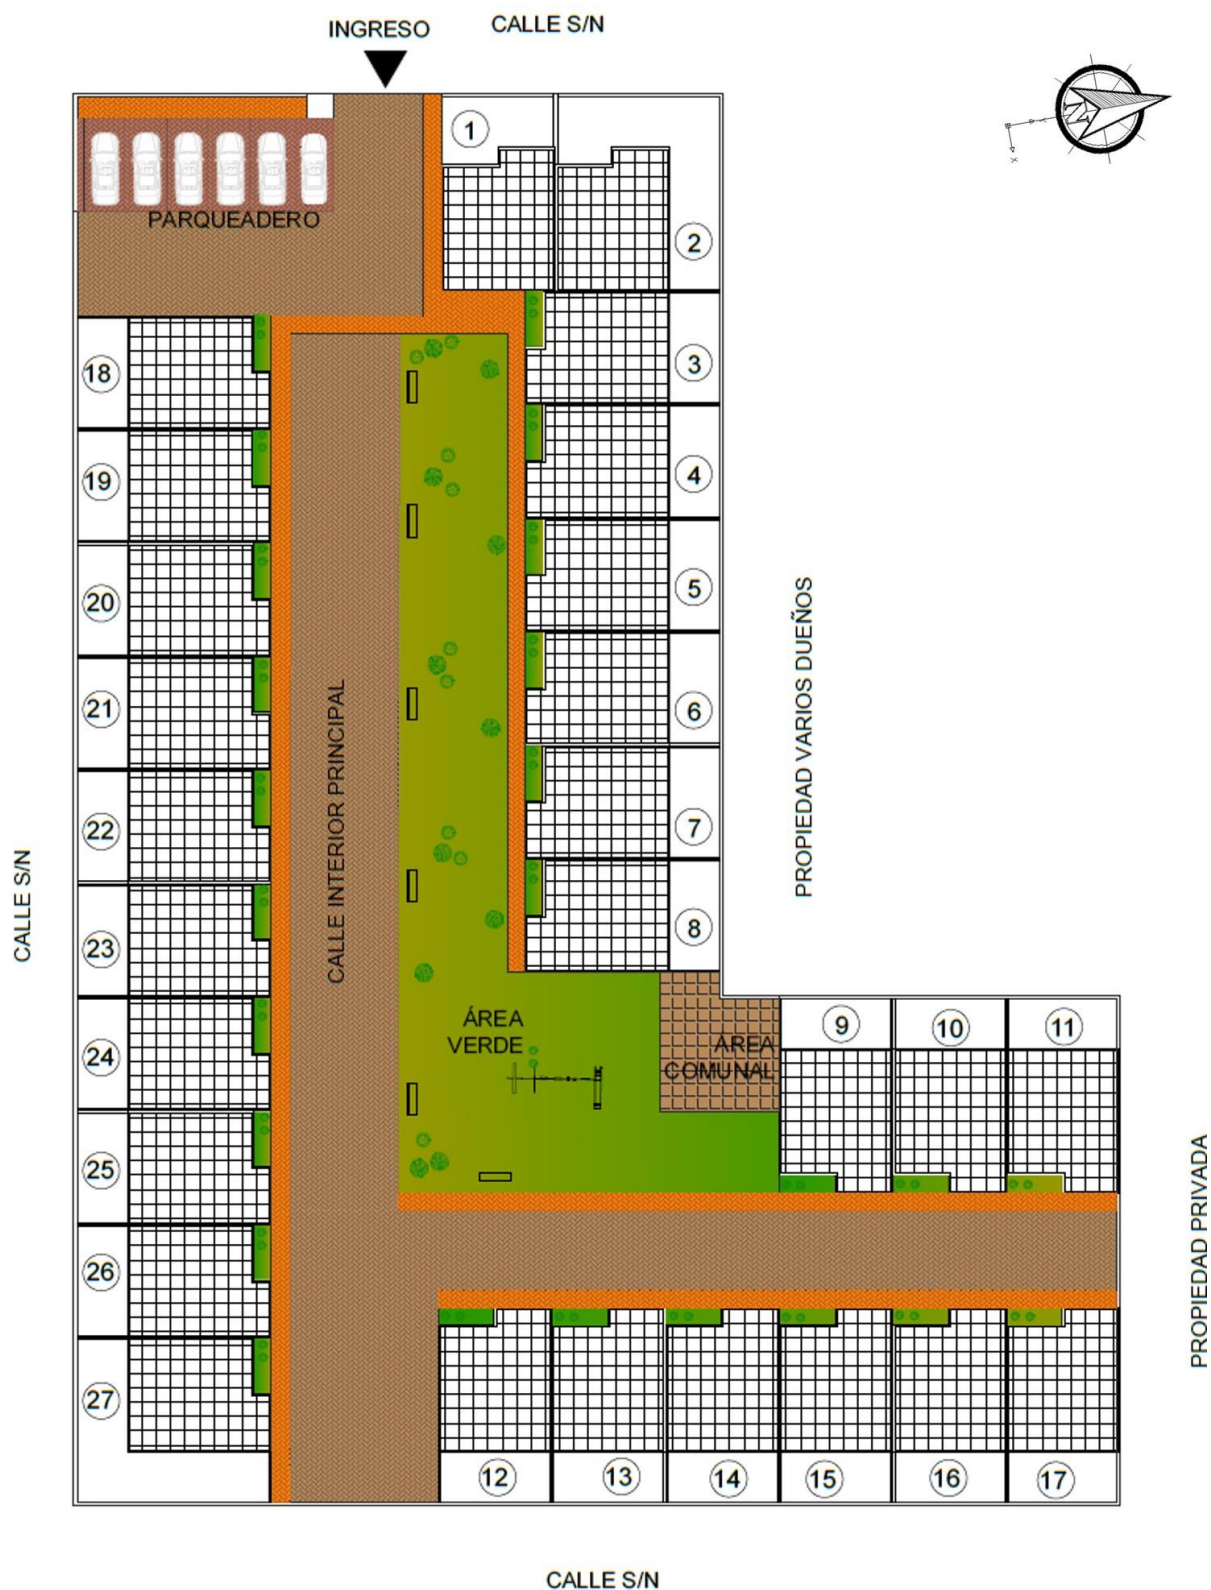 INGRESO
CALLE S/N
N
x
1
PARQUEADERO
2
3
18
4
19
5
20
6
21
7
22
8
23
CALLE INTERIOR PRINCIPAL
PROPIEDAD VARIOS DUEÑOS
CALLE S/N
ÁREA
VERDE
ÁREA
COMUNAL
9
10
11
24
25
26
27
12
13
14
15
16
17
PROPIEDAD PRIVADA
CALLE S/N